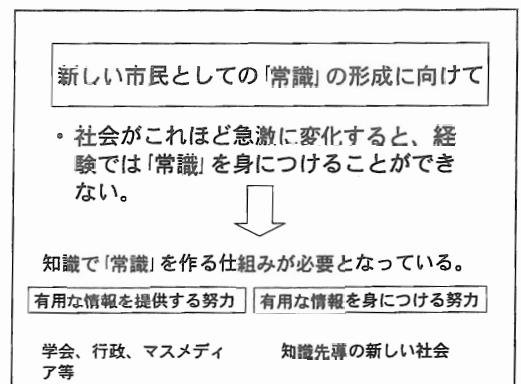 新しい市民としての「常識」の形成に向けて
・社会がこれほど急激に変化すると、経
験では「常識」を身につけることができ
ない。
知識で「常識」を作る仕組みが必要となっている。
有用な情報を提供する努力
有用な情報を身につける努力
学会、行政、マスメディ
ア等
知識先導の新しい社会